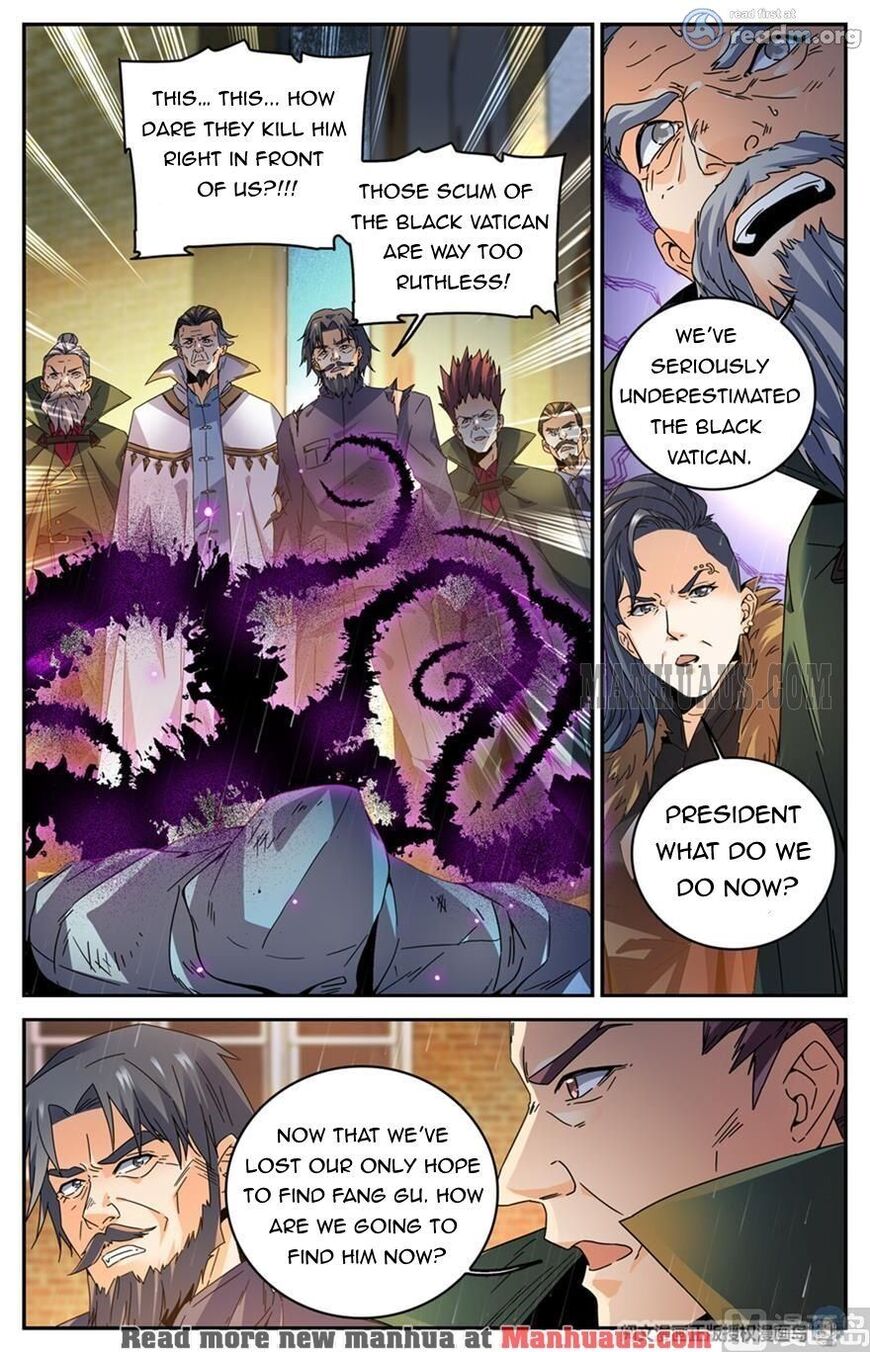 read first at
readm.org
THIS... THIS... HOW
DARE THEY KILL HIM
RIGHT IN FRONT
OF US?!!!
THOSE SCUM OF
THE BLACK VATICAN
ARE WAY TOO
RUTHLESS!
WE'VE
SERIOUSLY
UNDERESTIMATED
THE BLACK
VATICAN.
MANHUAUS.COM
PRESIDENT
WHAT DO WE
DO NOW?
NOW THAT WE'VE
LOST OUR ONLY HOPE
TO FIND FANG GU. HOW
ARE WE GOING TO
FIND HIM NOW?
Read more new manhua at Manhuaus.com